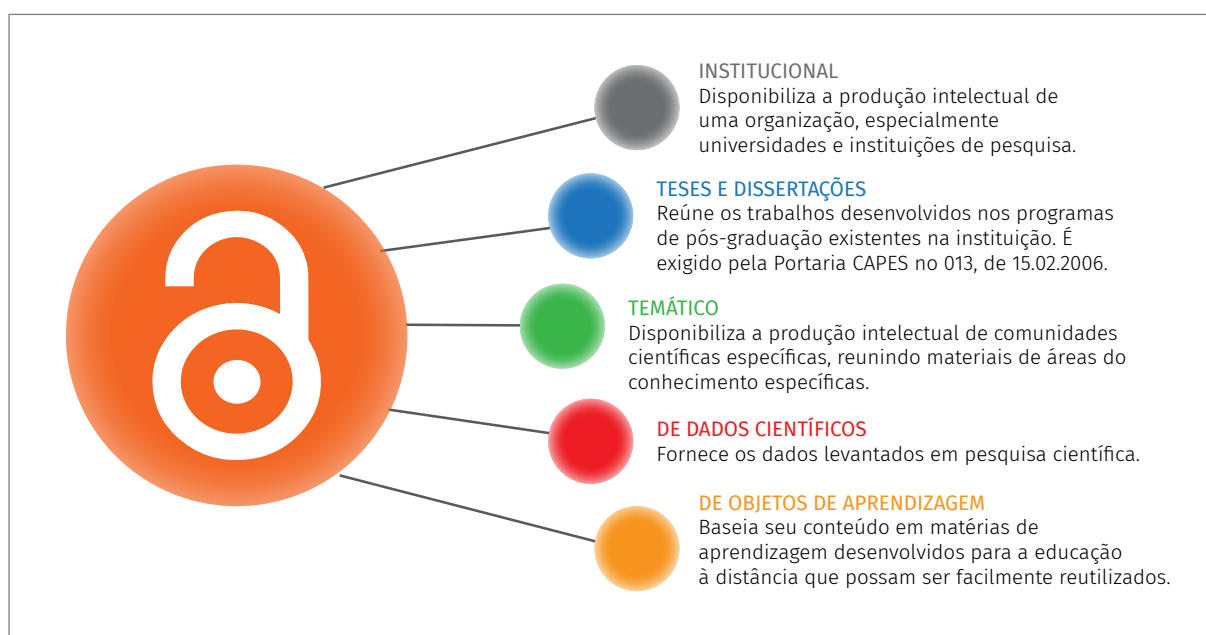 INSTITUCIONAL
Disponibiliza a produção intelectual de
uma organização, especialmente
universidades e instituições de pesquisa.
TESES E DISSERTAÇÕES
Reúne os trabalhos desenvolvidos nos programas
de pós-graduação existentes na instituição. É
exigido pela Portaria CAPES no 013, de 15.02.2006.
TEMÁTICO
Disponibiliza a produção intelectual de comunidades
científicas específicas, reunindo materiais de áreas do
conhecimento específicas.
DE DADOS CIENTÍFICOS
Fornece os dados levantados em pesquisa científica.
DE OBJETOS DE APRENDIZAGEM
Baseia seu conteúdo em matérias de
aprendizagem desenvolvidos para a educação
à distância que possam ser facilmente reutilizados.